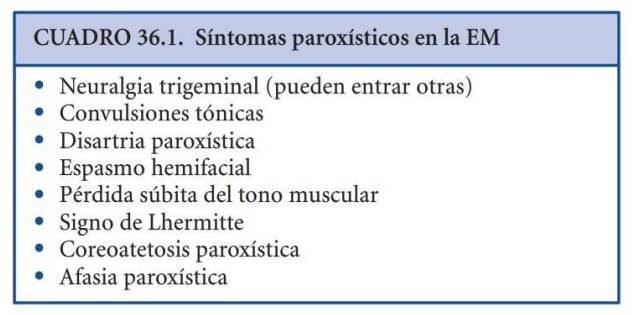 CUADRO 36.1. Síntomas paroxísticos en la EM
• Neuralgia trigeminal (pueden entrar otras)
• Convulsiones tónicas
• Disartria paroxística
• Espasmo hemifacial
• Pérdida súbita del tono muscular
• Signo de Lhermitte
• Coreoatetosis paroxística
• Afasia paroxística